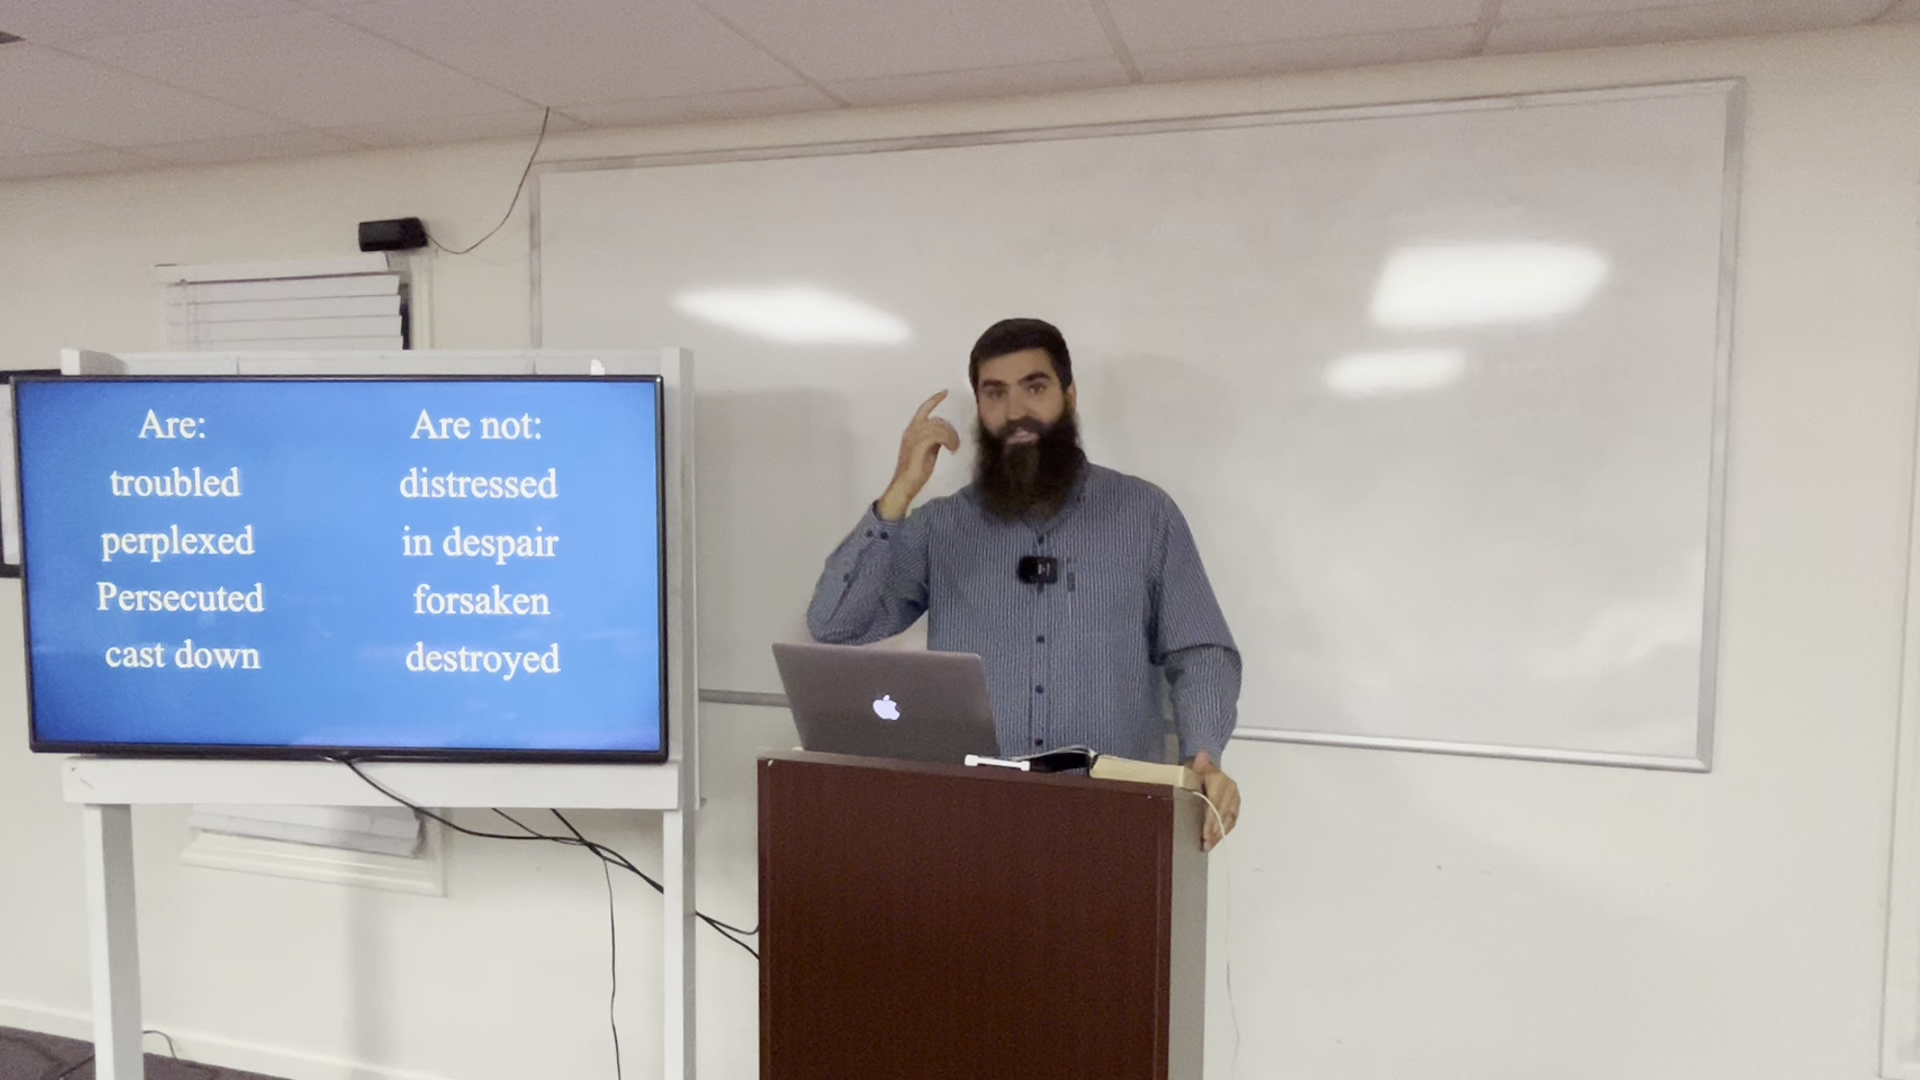 Are: Are not:
troubled distressed
perplexed in despair
Persecuted forsaken
cast down destroyed